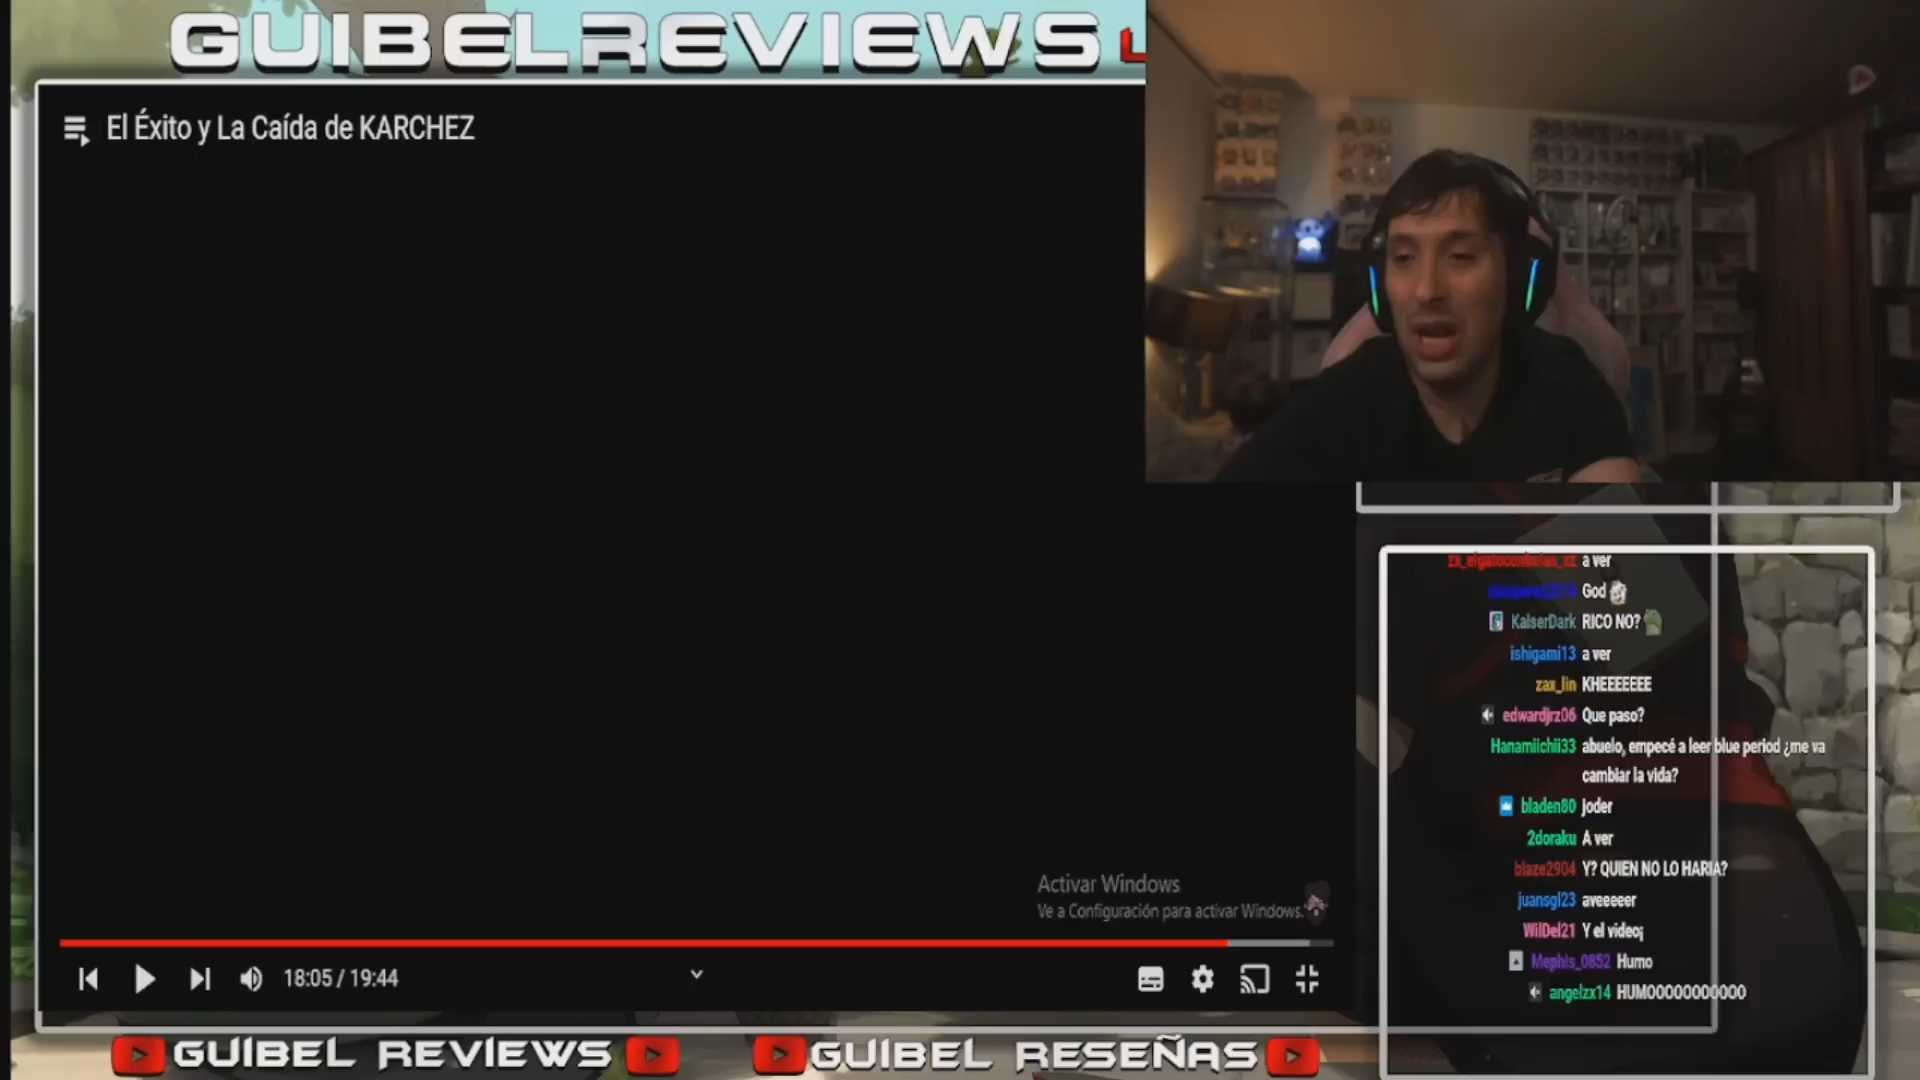 GUIBELREVIEWS
El Éxito y La Caída de KARCHEZ
a ver
God
KaiserDark RICO NO?
ishigami13 a ver
zax_lin KHEEEEEEE
edwardjrz06 Que paso?
Hanamiichii33 abuelo, empecé a leer blue period ¿me va
cambiar la vida?
bladen80 Joder
2doraku A ver
blaze2904 Y? QUIEN NO LO HARIA?
juansgl23 aveeeeer
WilDel21 Y el video¡
Mephis_0852 Humo
angelzx14 HUMOOOOOOOOOOO
Activar Windows
Ve a Configuración para activar Windows.
18:05 / 19:44
GUIBEL REVIEWS
GUIBEL RESEÑAS